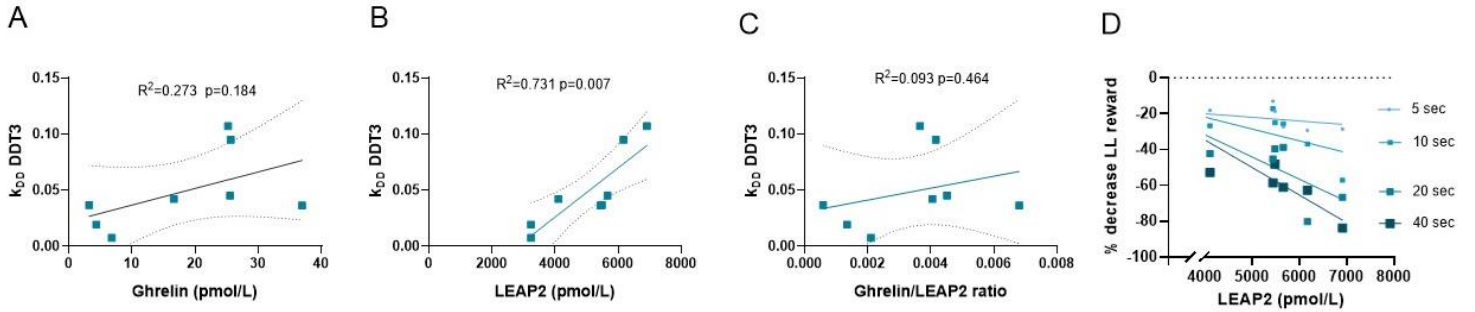 A
R²=0.273 p=0.184
k_DD DDT3
0.15
0.10
0.05
0.00
0 10 20 30 40
Ghrelin (pmol/L)
B
R²=0.731 p=0.007
k_DD DDT3
0.15
0.10
0.05
0.00
0 2000 4000 6000 8000
LEAP2 (pmol/L)
C
R²=0.093 p=0.464
k_DD DDT3
0.15
0.10
0.05
0.00
0.000 0.002 0.004 0.006 0.008
Ghrelin/LEAP2 ratio
D
% decrease LL reward
0
-20
-40
-60
-80
-100
4000 5000 6000 7000 8000
LEAP2 (pmol/L)
5 sec
10 sec
20 sec
40 sec